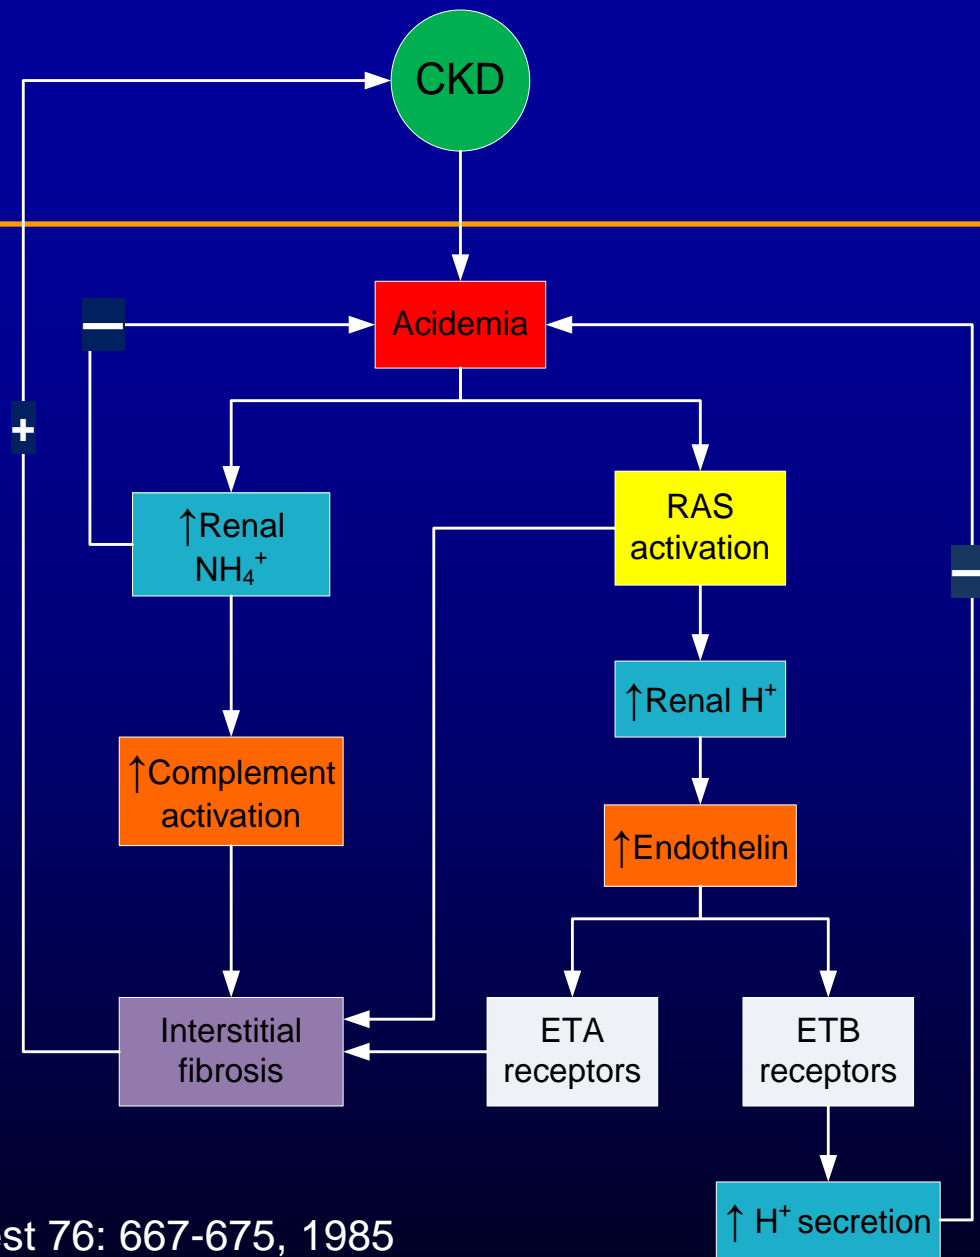 CKD
Acidemia
—
+
↑Renal
NH₄⁺
RAS
activation
—
↑Renal H⁺
↑Complement
activation
↑Endothelin
Interstitial
fibrosis
ETA
receptors
ETB
receptors
↑ H⁺ secretion
76: 667-675, 1985